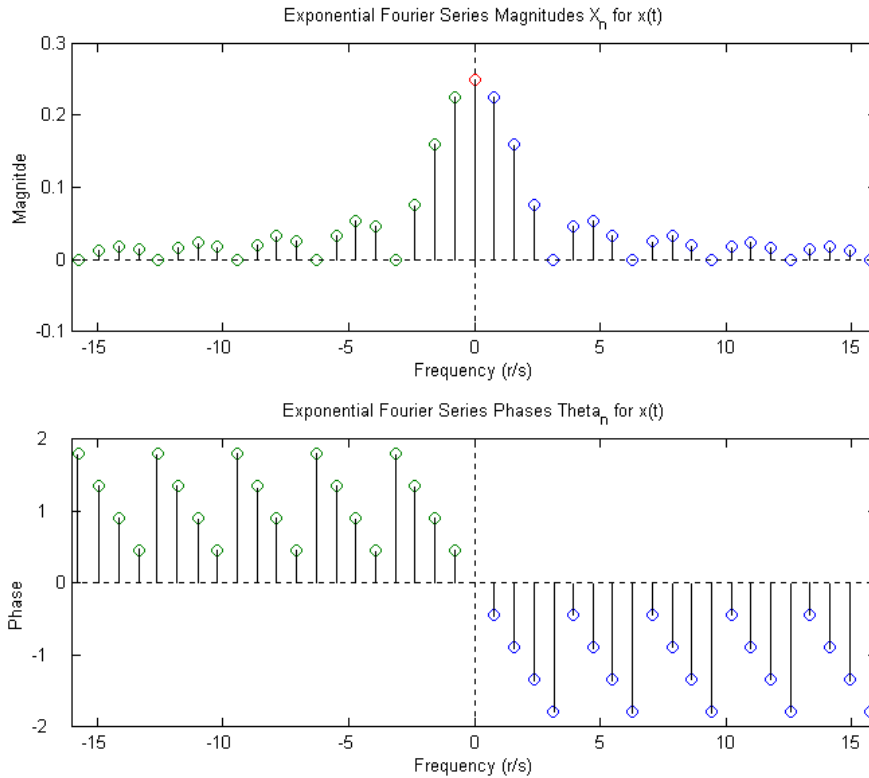 Exponential Fourier Series Magnitudes Xn for x(t)
0.3
0.2
0.1
0
-0.1
Magnitde
-15 -10 -5 0 5 10 15
Frequency (r/s)
Exponential Fourier Series Phases Thetan for x(t)
2
1
0
-1
-2
Phase
-15 -10 -5 0 5 10 15
Frequency (r/s)